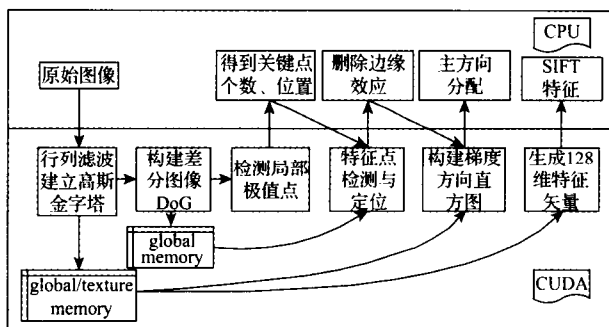 CPU
原始图像
得到关键点
个数、位置
删除边缘
效应
主方向
分配
SIFT
特征
行列滤波
建立高斯
金字塔
构建差
分图像
DoG
检测局部
极值点
特征点
检测与
定位
构建梯度
方向直
方图
生成128
维特征
矢量
global
memory
global/texture
memory
CUDA